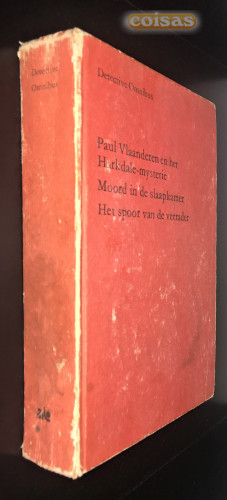 coisas
Detective Omnibus
Detective
Omnibus
Paul Vlaanderen en het
Harkdale-mysterie
Moord in de slaapkamer
Het spoor van de verrader